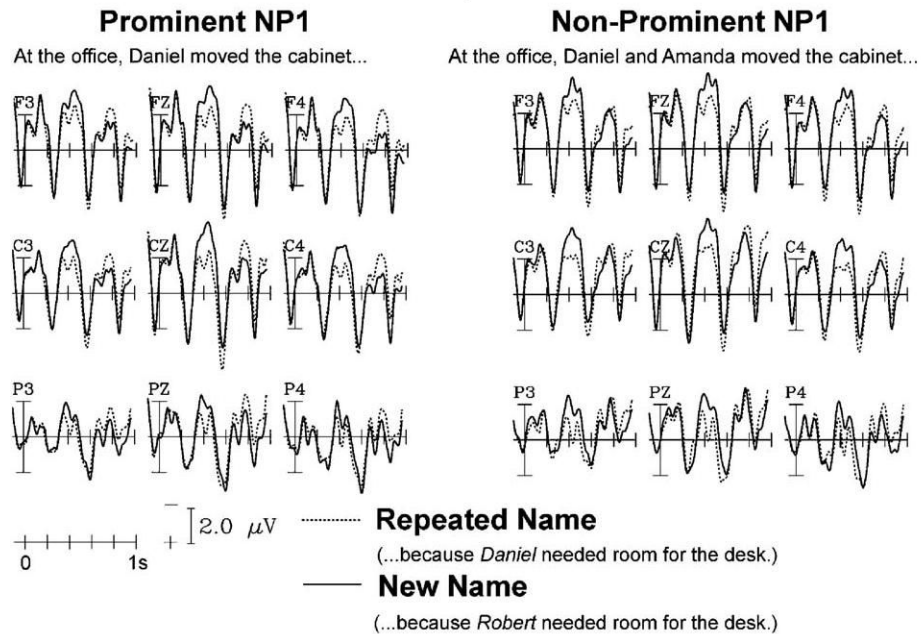 Prominent NP1
At the office, Daniel moved the cabinet...
F3 FZ F4
C3 CZ C4
P3 PZ P4
Non-Prominent NP1
At the office, Daniel and Amanda moved the cabinet...
F3 FZ F4
C3 CZ C4
P3 PZ P4
0 1s
2.0 μV
Repeated Name
(...because Daniel needed room for the desk.)
New Name
(...because Robert needed room for the desk.)